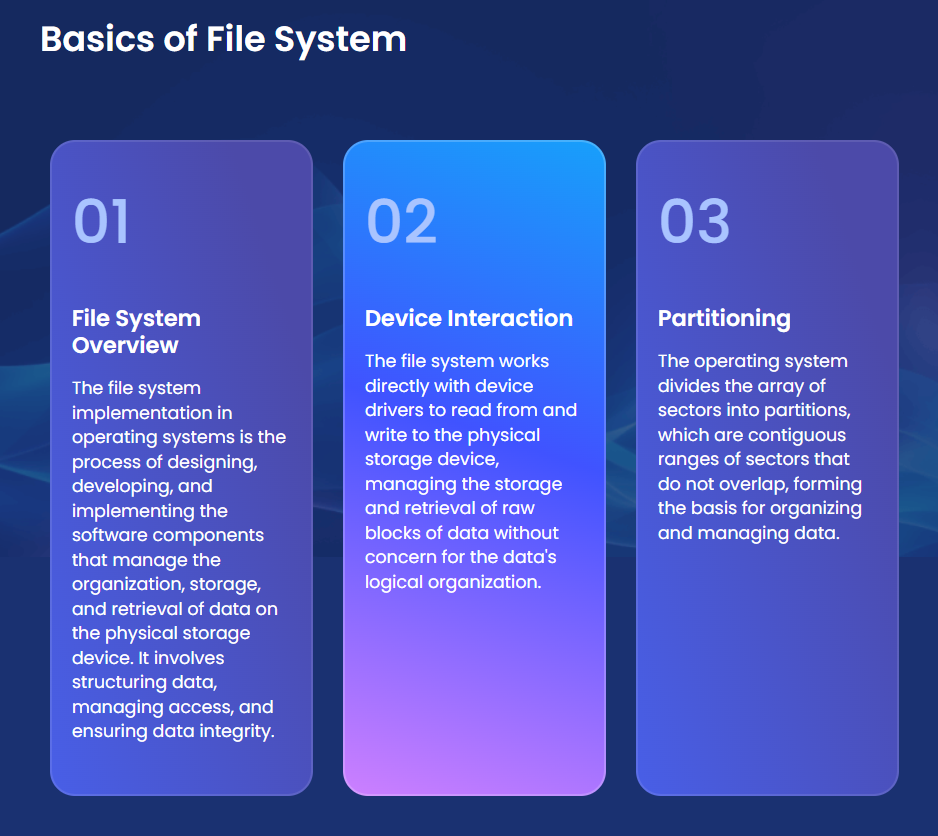 Basics of File System
01
File System
Overview
The file system
implementation in
operating systems is the
process of designing,
developing, and
implementing the
software components
that manage the
organization, storage,
and retrieval of data on
the physical storage
device. It involves
structuring data,
managing access, and
ensuring data integrity.
02
Device Interaction
The file system works
directly with device
drivers to read from and
write to the physical
storage device,
managing the storage
and retrieval of raw
blocks of data without
concern for the data's
logical organization.
03
Partitioning
The operating system
divides the array of
sectors into partitions,
which are contiguous
ranges of sectors that
do not overlap, forming
the basis for organizing
and managing data.